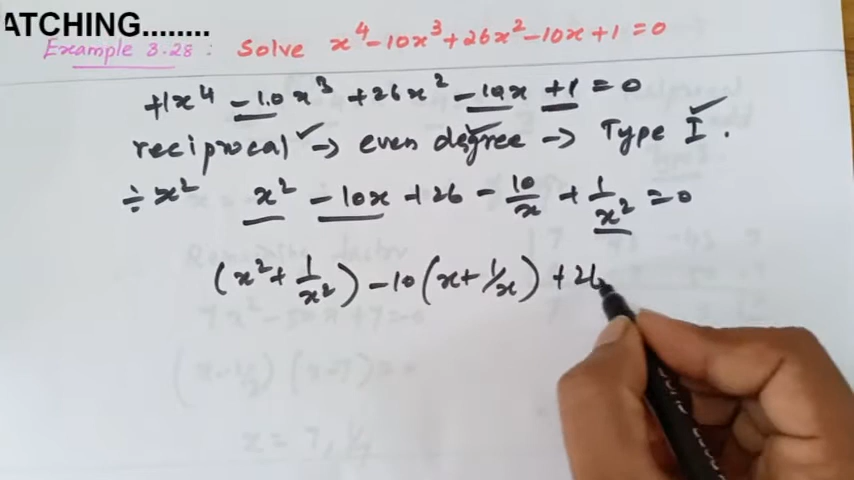 ATCHING........
Example 3.28 : Solve x⁴-10x³+26x²-10x+1=0
+1x⁴ -10x³ +26x² -10x +1 = 0
reciprocal ✓ → even degree ✓ → Type I ✓.
÷x² x² -10x +26 - 10/x + 1/x² = 0
(x² + 1/x²) -10(x + 1/x) + 26